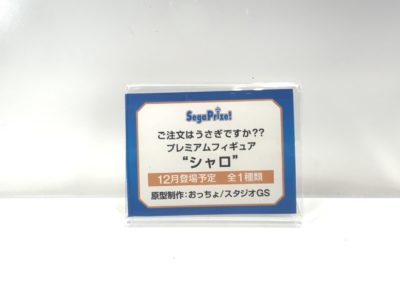 SegaPrize!
ご注文はうさぎですか??
プレミアムフィギュア
“シャロ”
12月登場予定 全1種類
原型制作：おっちょ/スタジオGS